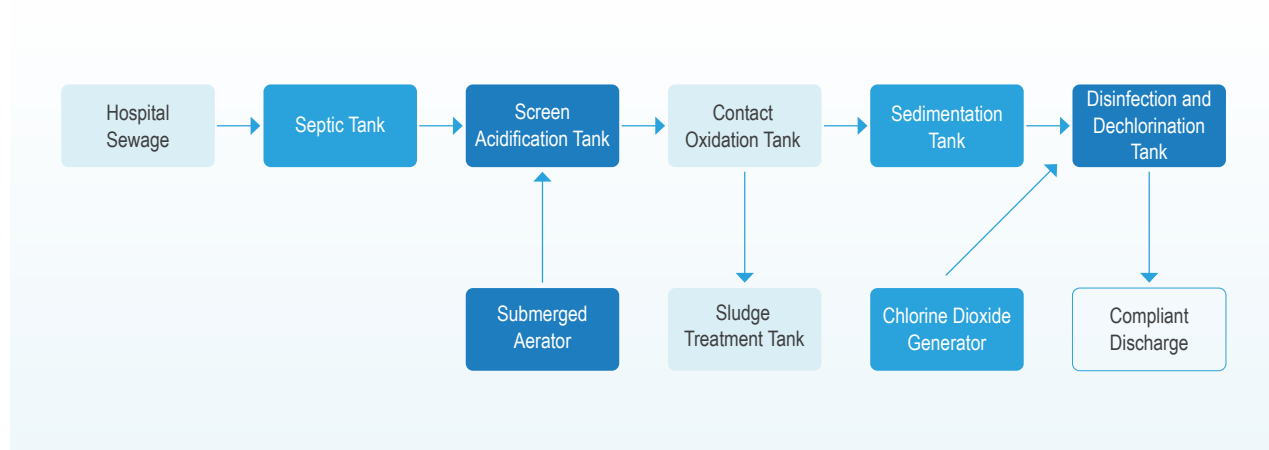 Hospital
Sewage
Septic Tank
Screen
Acidification Tank
Contact
Oxidation Tank
Sedimentation
Tank
Disinfection and
Dechlorination
Tank
Submerged
Aerator
Sludge
Treatment Tank
Chlorine Dioxide
Generator
Compliant
Discharge